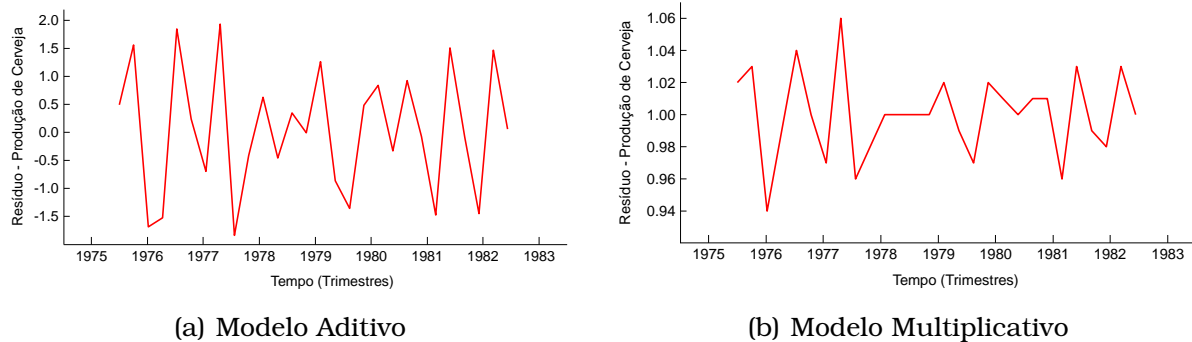 Resíduo - Produção de Cerveja
2.0
1.5
1.0
0.5
0.0
-0.5
-1.0
-1.5
1975 1976 1977 1978 1979 1980 1981 1982 1983
Tempo (Trimestres)
(a) Modelo Aditivo
Resíduo - Produção de Cerveja
1.06
1.04
1.02
1.00
0.98
0.96
0.94
1975 1976 1977 1978 1979 1980 1981 1982 1983
Tempo (Trimestres)
(b) Modelo Multiplicativo